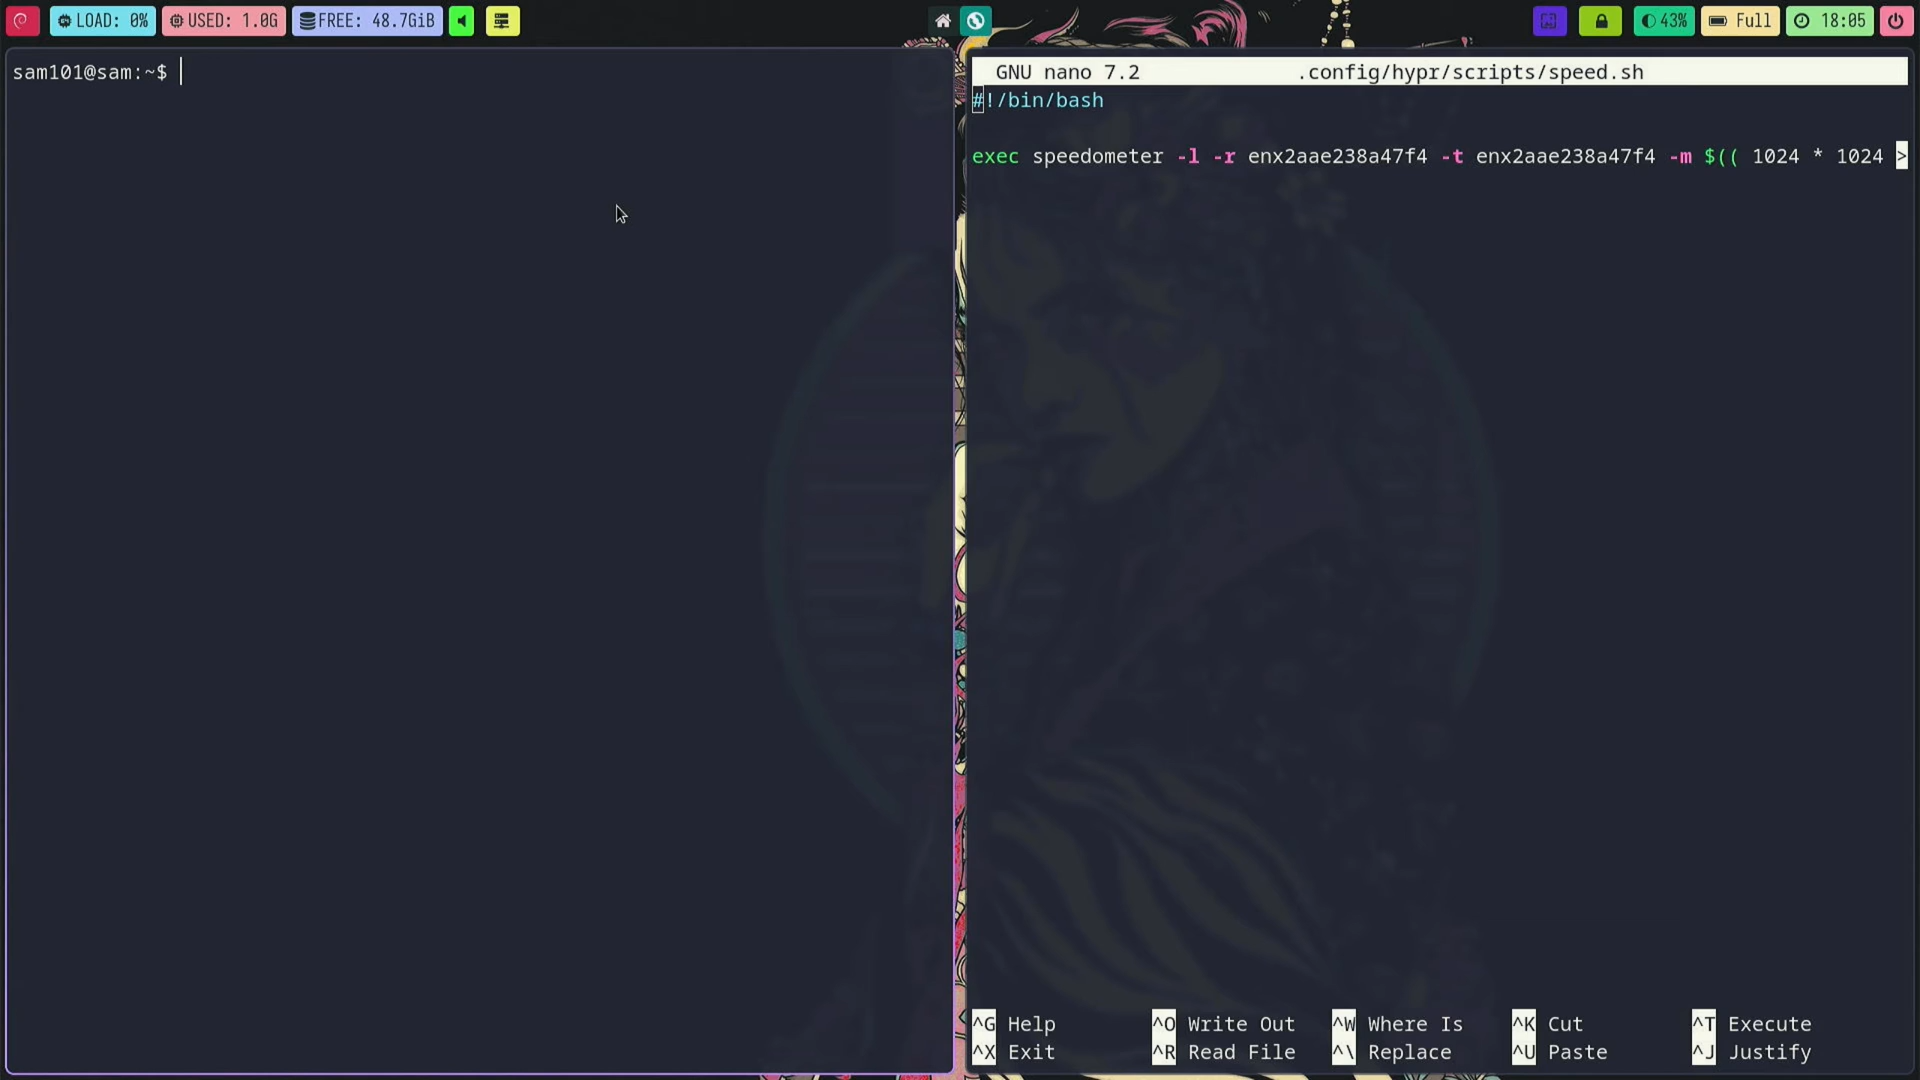 LOAD: 0% USED: 1.0G FREE: 48.7GiB 43% Full 18:05
sam101@sam:~$
GNU nano 7.2 .config/hypr/scripts/speed.sh
#!/bin/bash
exec speedometer -l -r enx2aae238a47f4 -t enx2aae238a47f4 -m $(( 1024 * 1024 >
^G Help ^O Write Out ^W Where Is ^K Cut ^T Execute
^X Exit ^R Read File ^\ Replace ^U Paste ^J Justify